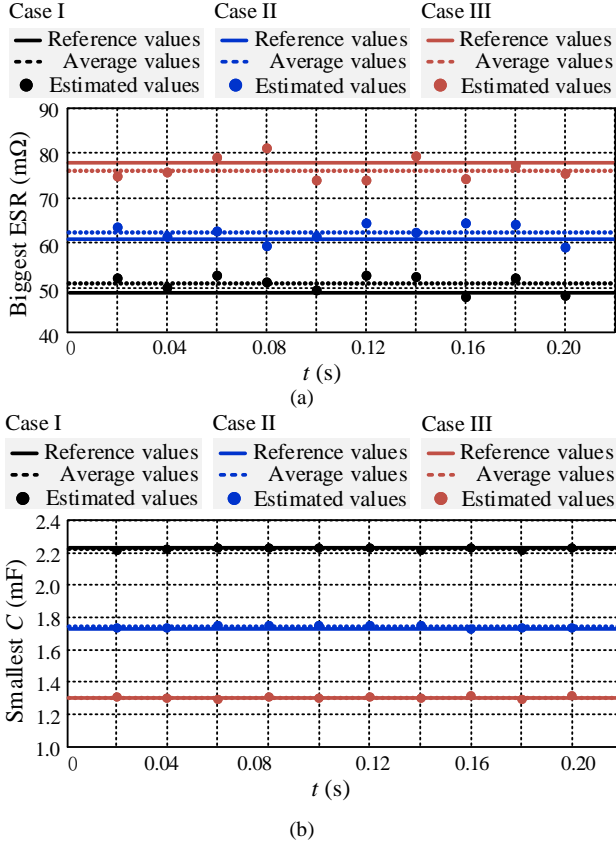 Case I Case II Case III
Reference values Reference values Reference values
Average values Average values Average values
Estimated values Estimated values Estimated values
Biggest ESR (mΩ)
90
80
70
60
50
40
0 0.04 0.08 0.12 0.16 0.20
t (s)
(a)
Case I Case II Case III
Reference values Reference values Reference values
Average values Average values Average values
Estimated values Estimated values Estimated values
Smallest C (mF)
2.4
2.2
2.0
1.8
1.6
1.4
1.2
1.0
0 0.04 0.08 0.12 0.16 0.20
t (s)
(b)